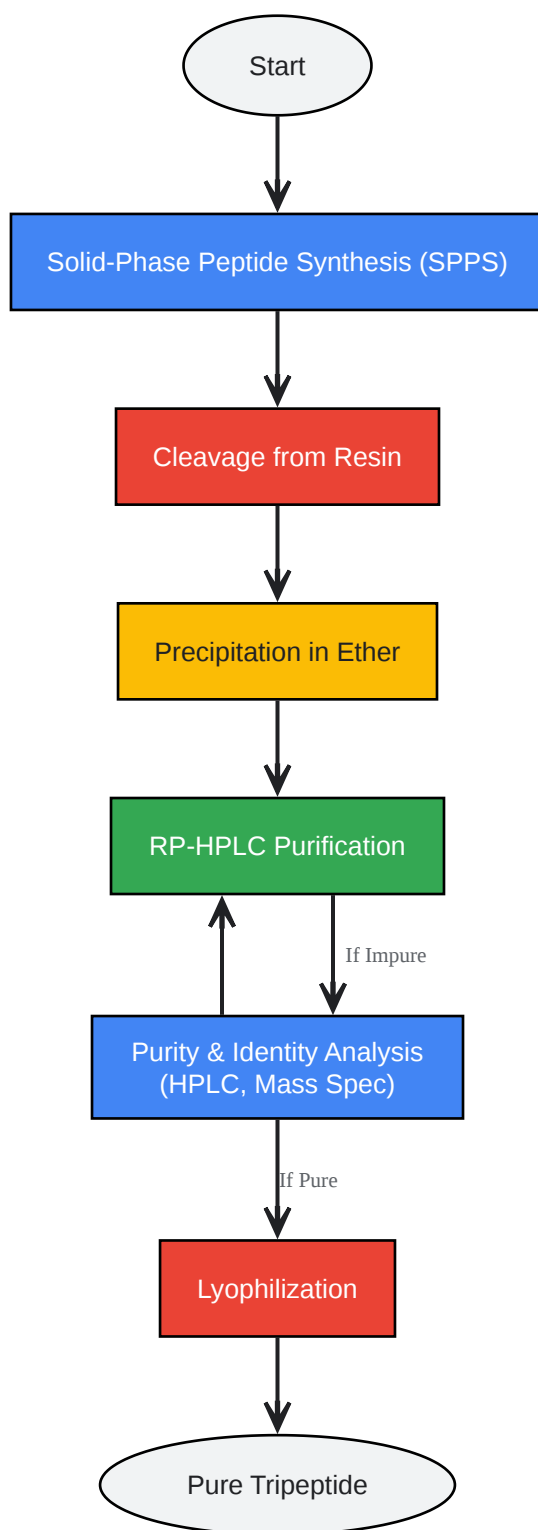 Start
Solid-Phase Peptide Synthesis (SPPS)
Cleavage from Resin
Precipitation in Ether
RP-HPLC Purification
If Impure
Purity & Identity Analysis
(HPLC, Mass Spec)
If Pure
Lyophilization
Pure Tripeptide